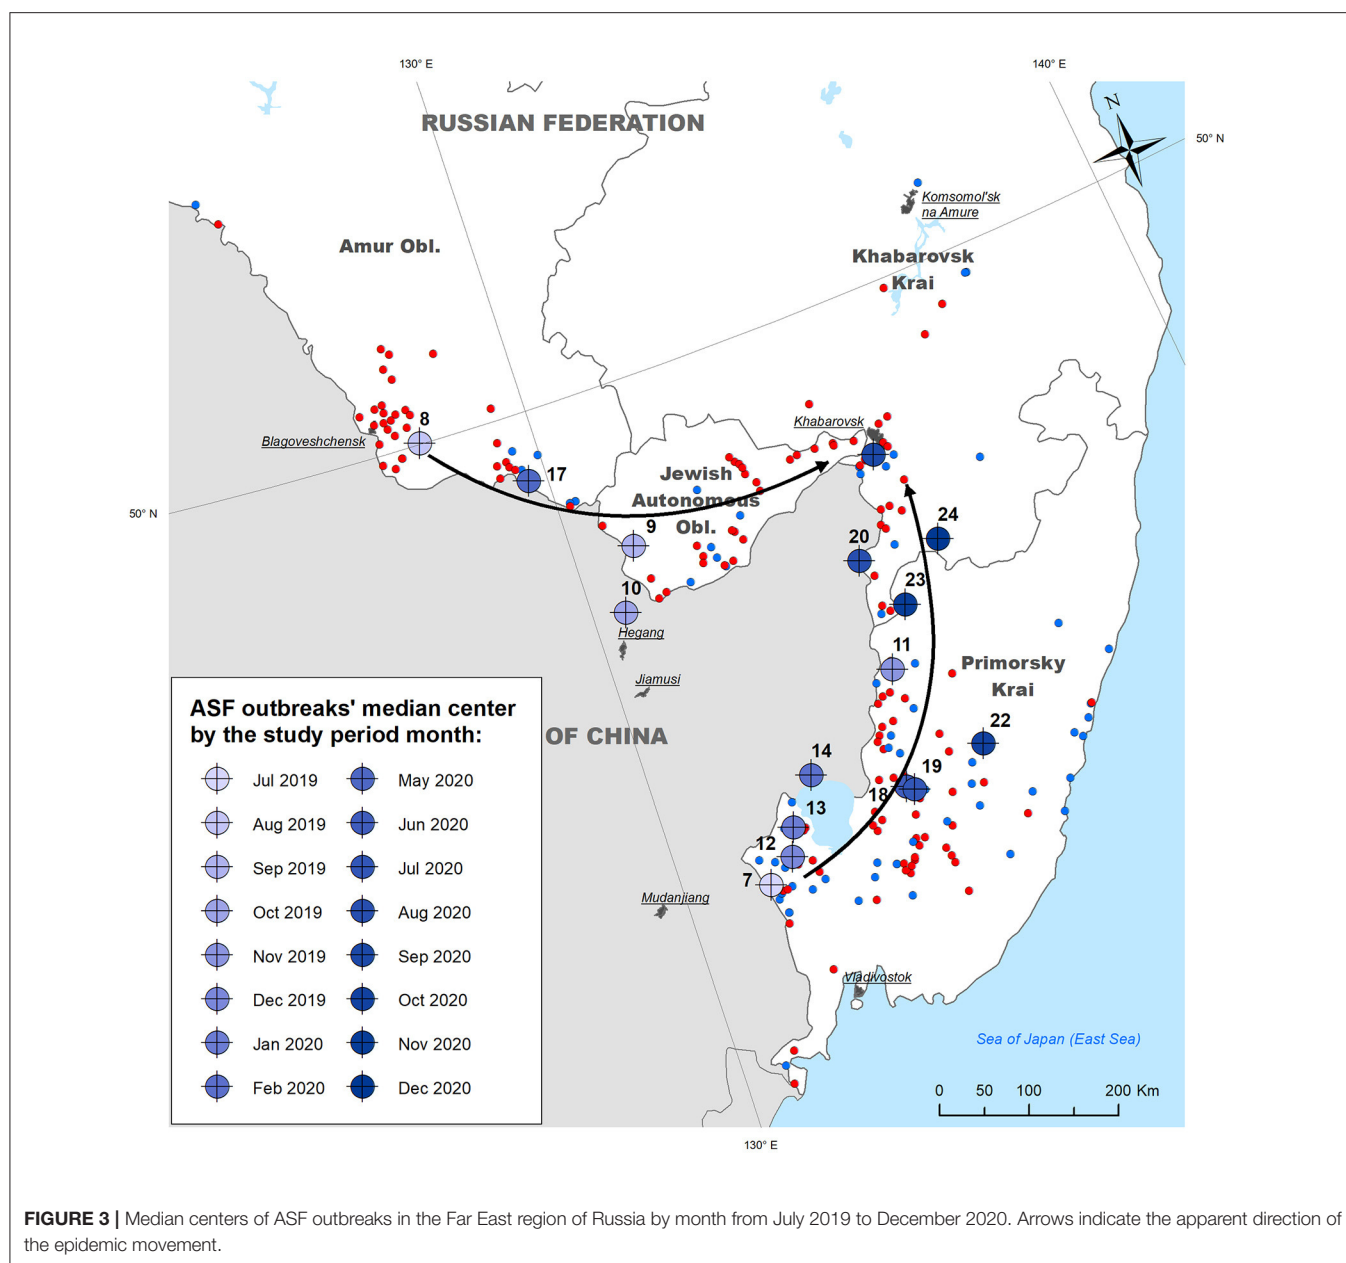 130° E
140° E
N
RUSSIAN FEDERATION
50° N
Komsomol'sk
na Amure
Amur Obl.
Khabarovsk
Krai
8
Khabarovsk
Blagoveshchensk
17
Jewish
Autonomous
Obl.
50° N
9
24
20
10
23
Hegang
11
Jiamusi
Primorsky
Krai
OF CHINA
22
14
19
18
13
12
7
Mudanjiang
Vladivostok
Sea of Japan (East Sea)
0 50 100 200 Km
130° E
ASF outbreaks' median center
by the study period month:
Jul 2019 May 2020
Aug 2019 Jun 2020
Sep 2019 Jul 2020
Oct 2019 Aug 2020
Nov 2019 Sep 2020
Dec 2019 Oct 2020
Jan 2020 Nov 2020
Feb 2020 Dec 2020
FIGURE 3 | Median centers of ASF outbreaks in the Far East region of Russia by month from July 2019 to December 2020. Arrows indicate the apparent direction of
the epidemic movement.